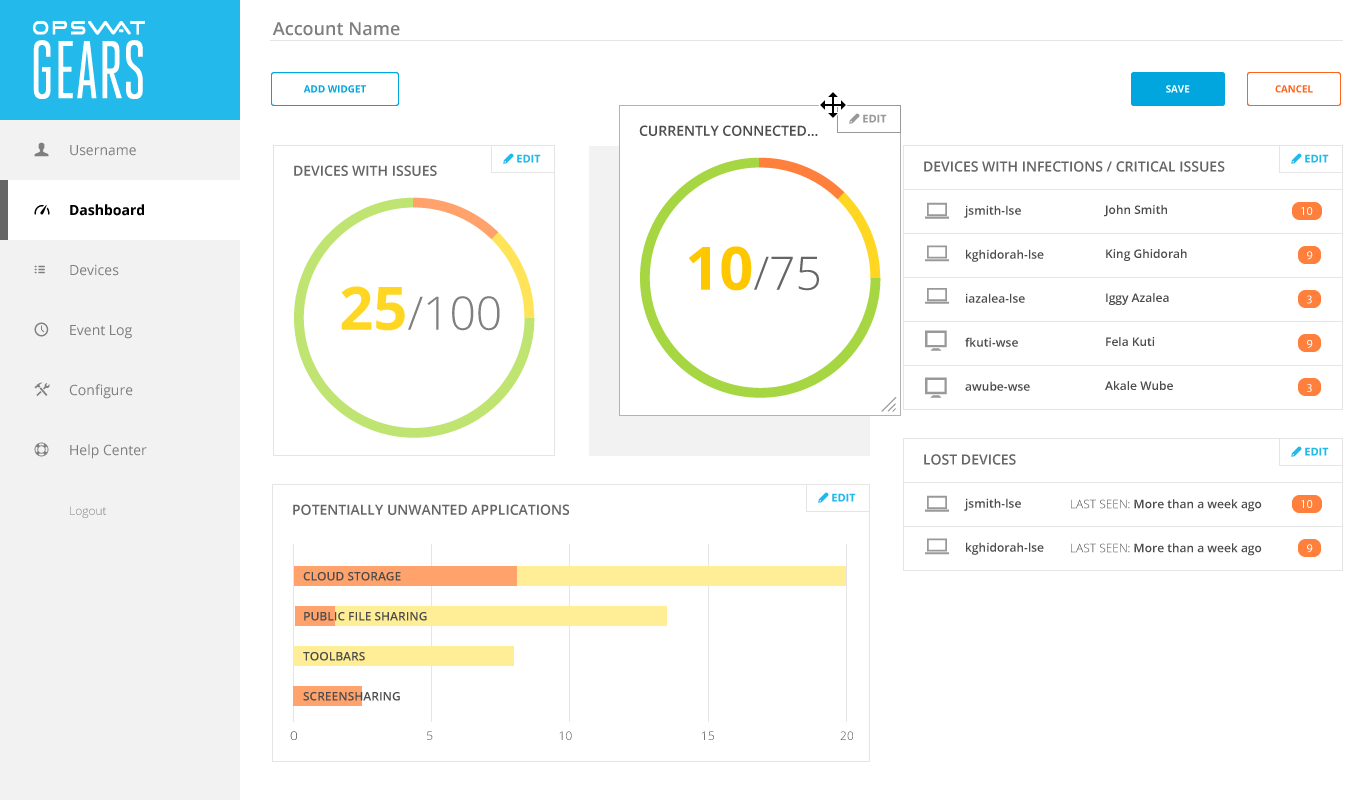 OPSWAT
GEARS
Username
Dashboard
Devices
Event Log
Configure
Help Center
Logout
Account Name
ADD WIDGET
SAVE
CANCEL
DEVICES WITH ISSUES
EDIT
25/100
CURRENTLY CONNECTED...
EDIT
10/75
DEVICES WITH INFECTIONS / CRITICAL ISSUES
EDIT
jsmith-lse John Smith 10
kghidorah-lse King Ghidorah 9
iazalea-lse Iggy Azalea 3
fkuti-wse Fela Kuti 9
awube-wse Akale Wube 3
LOST DEVICES
EDIT
jsmith-lse LAST SEEN: More than a week ago 10
kghidorah-lse LAST SEEN: More than a week ago 9
POTENTIALLY UNWANTED APPLICATIONS
EDIT
CLOUD STORAGE
PUBLIC FILE SHARING
TOOLBARS
SCREENSHARING
0 5 10 15 20